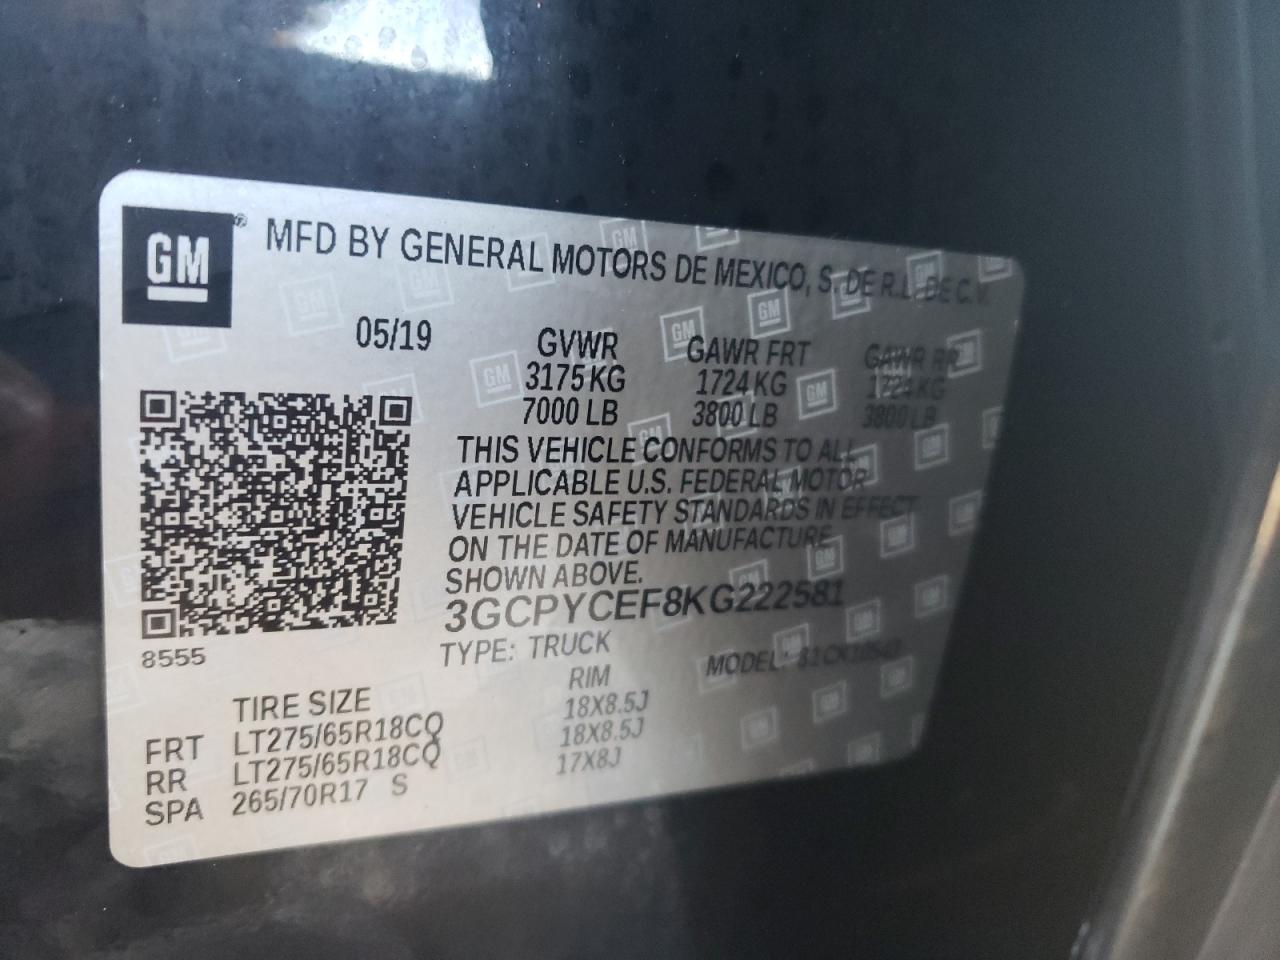 GM
MFD BY GENERAL MOTORS DE MEXICO, S. DE R.L. DE C.V.
05/19
GVWR GAWR FRT GAWR RR
3175 KG 1724 KG 1724 KG
7000 LB 3800 LB 3800 LB
THIS VEHICLE CONFORMS TO ALL
APPLICABLE U.S. FEDERAL MOTOR
VEHICLE SAFETY STANDARDS IN EFFECT
ON THE DATE OF MANUFACTURE
SHOWN ABOVE.
3GCPYCEF8KG222581
8555
TYPE: TRUCK MODEL:
TIRE SIZE RIM
FRT LT275/65R18CQ 18X8.5J
RR LT275/65R18CQ 18X8.5J
SPA 265/70R17 S 17X8J